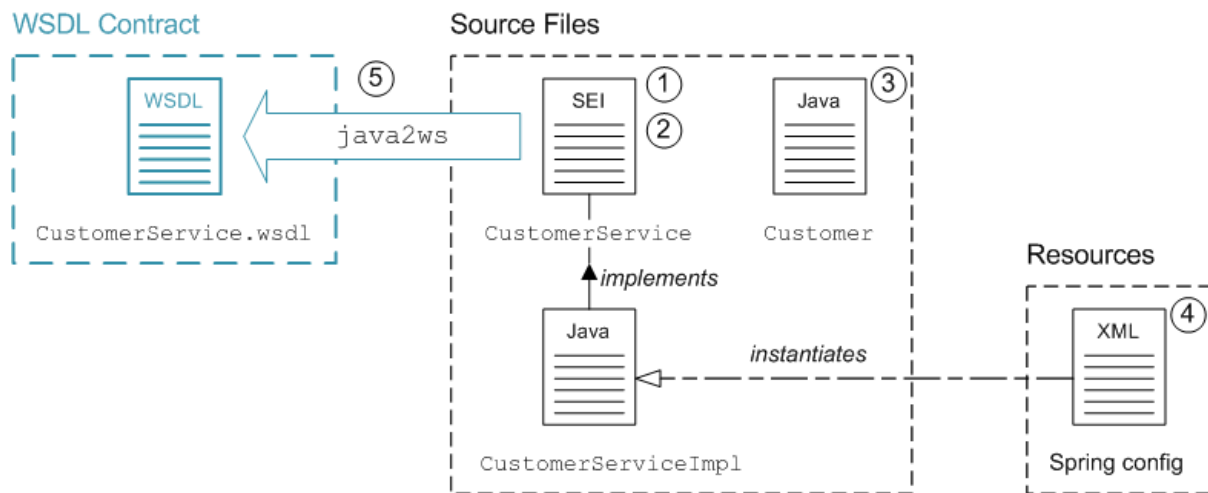 WSDL Contract
Source Files
WSDL
5
java2ws
SEI
1
2
Java
3
CustomerService.wsdl
CustomerService
Customer
implements
Resources
Java
instantiates
XML
4
CustomerServiceImpl
Spring config